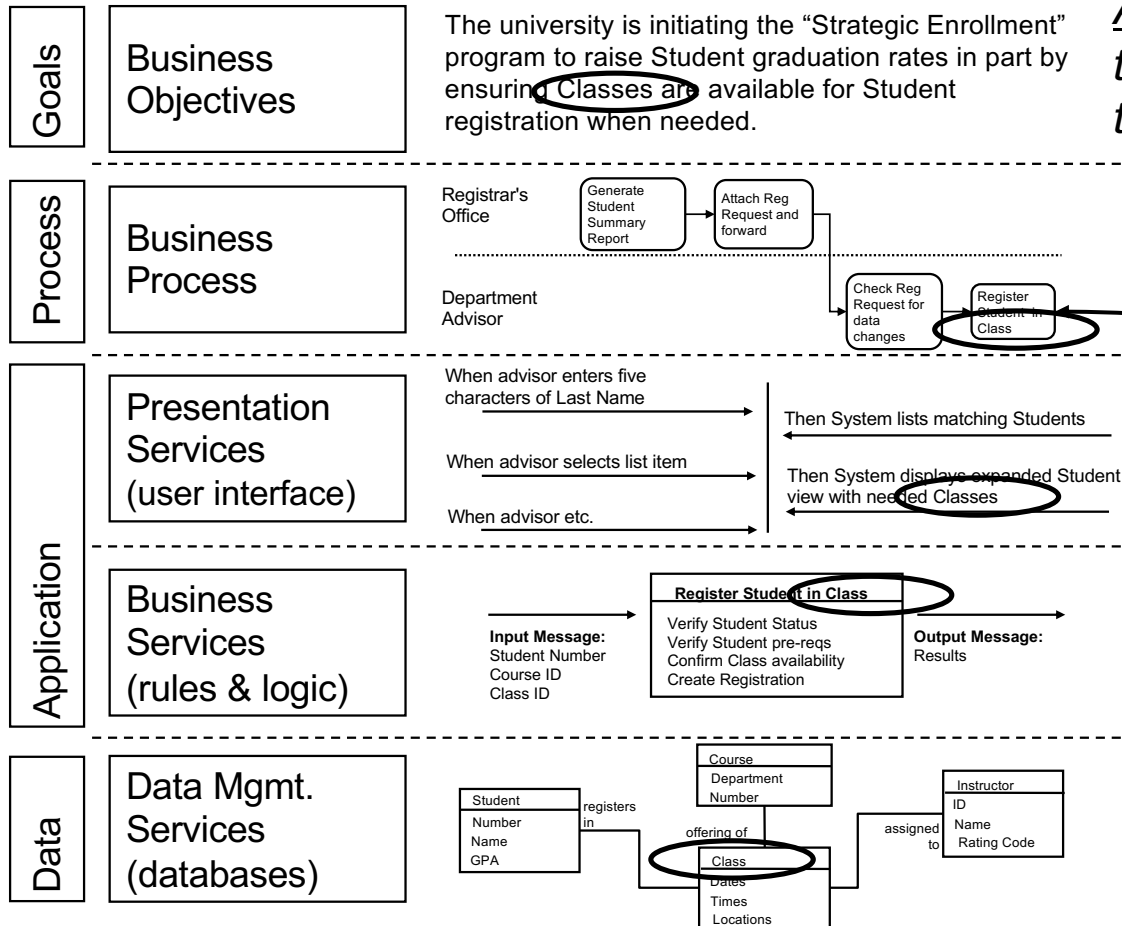 Goals
Business
Objectives
The university is initiating the “Strategic Enrollment”
program to raise Student graduation rates in part by
ensuring Classes are available for Student
registration when needed.
Process
Business
Process
Registrar's
Office
Generate
Student
Summary
Report
Attach Reg
Request and
forward
Department
Advisor
Check Reg
Request for
data
changes
Register
Student in
Class
Application
Presentation
Services
(user interface)
When advisor enters five
characters of Last Name
Then System lists matching Students
When advisor selects list item
Then System displays expanded Student
view with needed Classes
When advisor etc.
Business
Services
(rules & logic)
Input Message:
Student Number
Course ID
Class ID
Register Student in Class
Verify Student Status
Verify Student pre-reqs
Confirm Class availability
Create Registration
Output Message:
Results
Data
Data Mgmt.
Services
(databases)
Student
Number
Name
GPA
registers
in
Course
Department
Number
offering of
Class
Dates
Times
Locations
assigned
to
Instructor
ID
Name
Rating Code